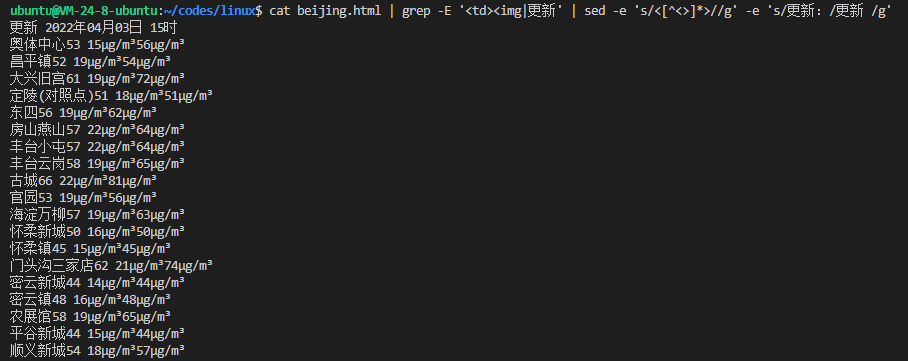 ubuntu@VM-24-8-ubuntu:~/codes/linux$ cat beijing.html | grep -E '<td><img|更新' | sed -e 's/<[^<>]*>//g' -e 's/更新: /更新 /g'
更新 2022年04月03日 15时
奥体中心53 15μg/m³56μg/m³
昌平镇52 19μg/m³54μg/m³
大兴旧宫61 19μg/m³72μg/m³
定陵(对照点)51 18μg/m³51μg/m³
东四56 19μg/m³62μg/m³
房山燕山57 22μg/m³64μg/m³
丰台小屯57 22μg/m³64μg/m³
丰台云岗58 19μg/m³65μg/m³
古城66 22μg/m³81μg/m³
官园53 19μg/m³56μg/m³
海淀万柳57 19μg/m³63μg/m³
怀柔新城50 16μg/m³50μg/m³
怀柔镇45 15μg/m³45μg/m³
门头沟三家店62 21μg/m³74μg/m³
密云新城44 14μg/m³44μg/m³
密云镇48 16μg/m³48μg/m³
农展馆58 19μg/m³65μg/m³
平谷新城44 15μg/m³44μg/m³
顺义新城54 18μg/m³57μg/m³